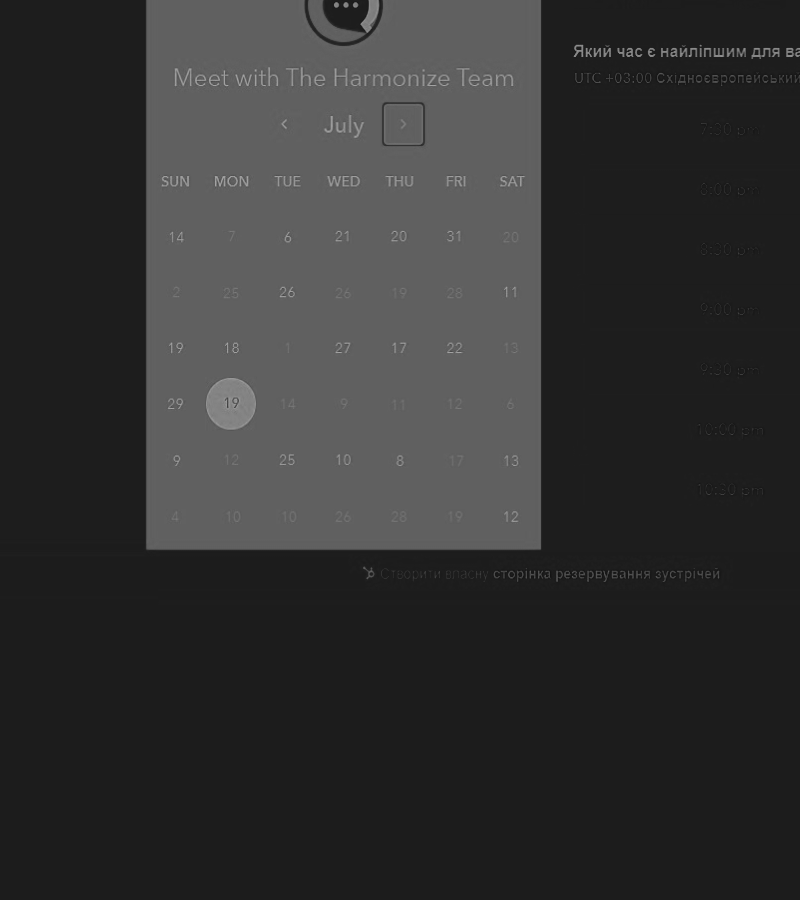 Meet with The Harmonize Team
July
SUN MON TUE WED THU FRI SAT
14 7 6 21 20 31 20
2 25 26 26 19 28 11
19 18 1 27 17 22 13
29 19 14 9 11 12 6
9 12 25 10 8 17 13
4 10 10 26 28 19 12
Який час є найліпшим для ва
UTC +03:00 Східноєвропейський
7:30 pm
8:00 pm
8:30 pm
9:00 pm
9:30 pm
10:00 pm
10:30 pm
Створити власну сторінка резервування зустрічей